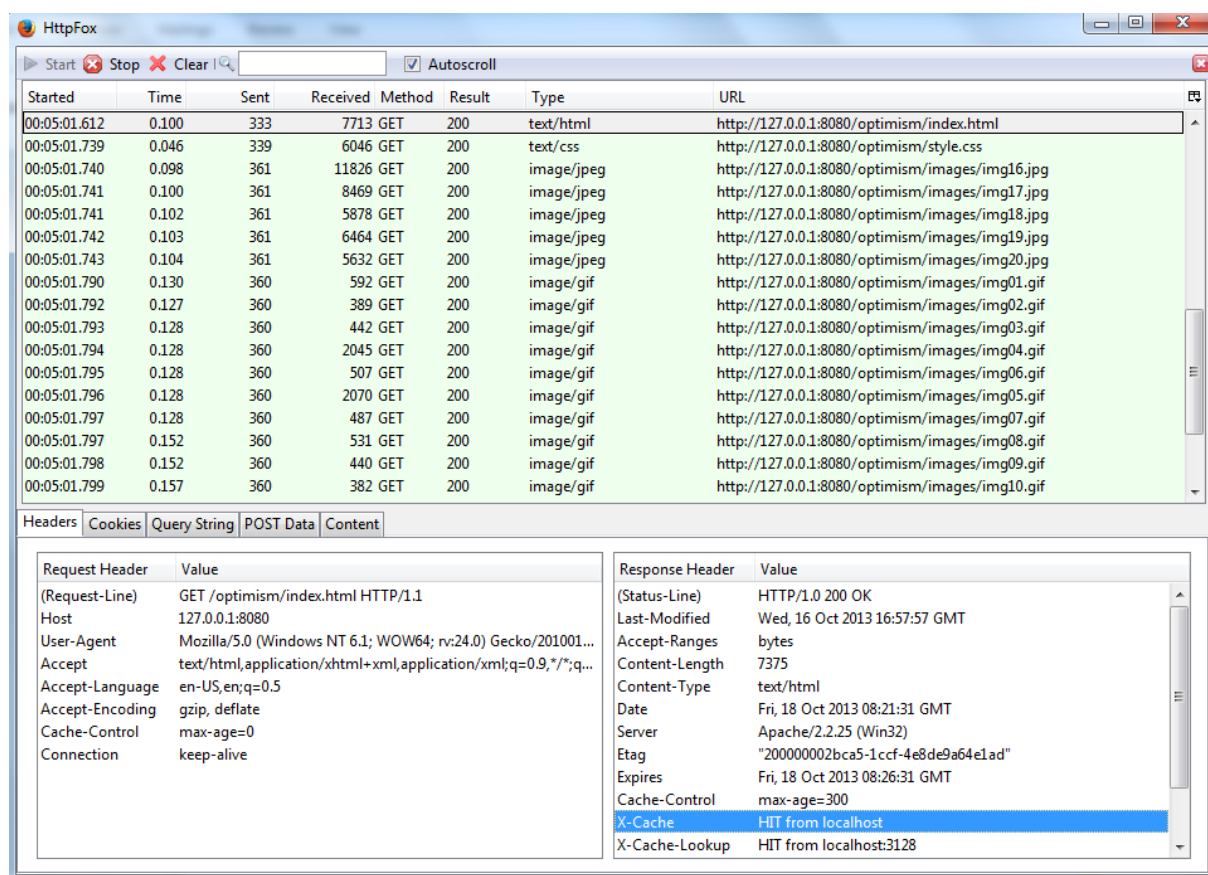 HttpFox
Start Stop Clear Autoscroll
Started Time Sent Received Method Result Type URL
00:05:01.612 0.100 333 7713 GET 200 text/html http://127.0.0.1:8080/optimism/index.html
00:05:01.739 0.046 339 6046 GET 200 text/css http://127.0.0.1:8080/optimism/style.css
00:05:01.740 0.098 361 11826 GET 200 image/jpeg http://127.0.0.1:8080/optimism/images/img16.jpg
00:05:01.741 0.100 361 8469 GET 200 image/jpeg http://127.0.0.1:8080/optimism/images/img17.jpg
00:05:01.741 0.102 361 5878 GET 200 image/jpeg http://127.0.0.1:8080/optimism/images/img18.jpg
00:05:01.742 0.103 361 6464 GET 200 image/jpeg http://127.0.0.1:8080/optimism/images/img19.jpg
00:05:01.743 0.104 361 5632 GET 200 image/jpeg http://127.0.0.1:8080/optimism/images/img20.jpg
00:05:01.790 0.130 360 592 GET 200 image/gif http://127.0.0.1:8080/optimism/images/img01.gif
00:05:01.792 0.127 360 389 GET 200 image/gif http://127.0.0.1:8080/optimism/images/img02.gif
00:05:01.793 0.128 360 442 GET 200 image/gif http://127.0.0.1:8080/optimism/images/img03.gif
00:05:01.794 0.128 360 2045 GET 200 image/gif http://127.0.0.1:8080/optimism/images/img04.gif
00:05:01.795 0.128 360 507 GET 200 image/gif http://127.0.0.1:8080/optimism/images/img06.gif
00:05:01.796 0.128 360 2070 GET 200 image/gif http://127.0.0.1:8080/optimism/images/img05.gif
00:05:01.797 0.128 360 487 GET 200 image/gif http://127.0.0.1:8080/optimism/images/img07.gif
00:05:01.797 0.152 360 531 GET 200 image/gif http://127.0.0.1:8080/optimism/images/img08.gif
00:05:01.798 0.152 360 440 GET 200 image/gif http://127.0.0.1:8080/optimism/images/img09.gif
00:05:01.799 0.157 360 382 GET 200 image/gif http://127.0.0.1:8080/optimism/images/img10.gif
Headers Cookies Query String POST Data Content
Request Header Value
(Request-Line) GET /optimism/index.html HTTP/1.1
Host 127.0.0.1:8080
User-Agent Mozilla/5.0 (Windows NT 6.1; WOW64; rv:24.0) Gecko/201001...
Accept text/html,application/xhtml+xml,application/xml;q=0.9,*/*;q...
Accept-Language en-US,en;q=0.5
Accept-Encoding gzip, deflate
Cache-Control max-age=0
Connection keep-alive
Response Header Value
(Status-Line) HTTP/1.0 200 OK
Last-Modified Wed, 16 Oct 2013 16:57:57 GMT
Accept-Ranges bytes
Content-Length 7375
Content-Type text/html
Date Fri, 18 Oct 2013 08:21:31 GMT
Server Apache/2.2.25 (Win32)
Etag "200000002bca5-1ccf-4e8de9a64e1ad"
Expires Fri, 18 Oct 2013 08:26:31 GMT
Cache-Control max-age=300
X-Cache HIT from localhost
X-Cache-Lookup HIT from localhost:3128